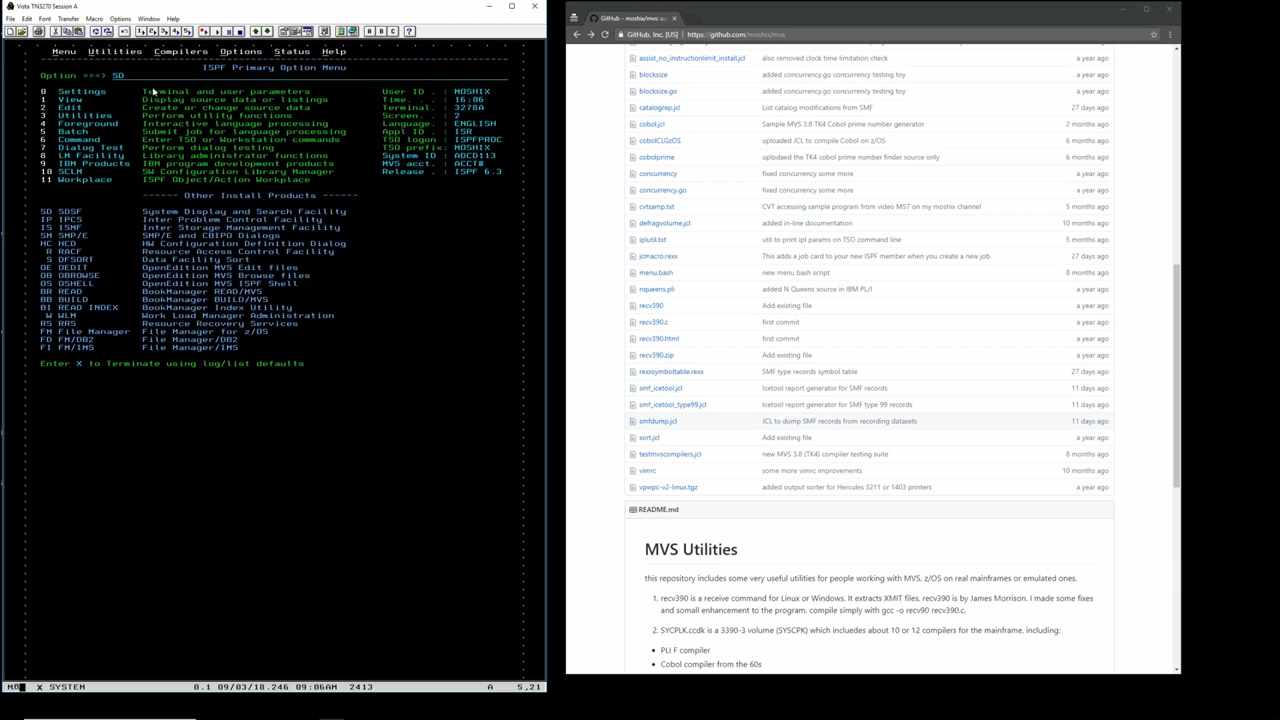 Vista TN3270 Session A
File Edit Font Transfer Macro Options Window Help
Menu Utilities Compilers Options Status Help
ISPF Primary Option Menu
Option ===> SD
0 Settings Terminal and user parameters User ID . : MOSHIX
1 View Display source data or listings Time. . . : 16:06
2 Edit Create or change source data Terminal. : 3278A
3 Utilities Perform utility functions Screen. . : 2
4 Foreground Interactive language processing Language. : ENGLISH
5 Batch Submit job for language processing Appl ID . : ISR
6 Command Enter TSO or Workstation commands TSO logon : ISPFPROC
7 Dialog Test Perform dialog testing TSO prefix: MOSHIX
8 LM Facility Library administrator functions System ID : ADCD113
9 IBM Products IBM program development products MVS acct. : ACCT#
10 SCLM SW Configuration Library Manager Release . : ISPF 6.3
11 Workplace ISPF Object/Action Workplace
------ Other Install Products ------
SD SDSF System Display and Search Facility
IP IPCS Inter Problem Control Facility
IS ISMF Inter Storage Management Facility
SM SMP/E SMP/E and CBIPO Dialogs
HC HCD HW Configuration Definition Dialog
R RACF Resource Access Control Facility
S DFSORT Data Facility Sort
OE OEDIT OpenEdition MVS Edit files
OB OBROWSE OpenEdition MVS Browse files
OS OSHELL OpenEdition MVS ISPF Shell
BR READ BookManager READ/MVS
BB BUILD BookManager BUILD/MVS
BI READ INDEX BookManager Index Utility
W WLM Work Load Manager Administration
RS RRS Resource Recovery Services
FM File Manager File Manager for z/OS
FD FM/DB2 File Manager/DB2
FI FM/IMS File Manager/IMS
Enter X to Terminate using log/list defaults
X SYSTEM 0.1 09/03/18.246 09:06AM 2413 A 5,21
GitHub - moshix/mvs: us
GitHub, Inc. [US] https://github.com/moshix/mvs
a year ago
assist_no_instructionlimit_install.jcl also removed clock time limitation check a year ago
blocksize added concurrency.go concurrency testing toy a year ago
blocksize.go added concurrency.go concurrency testing toy a year ago
catalogrep.jcl List catalog modifications from SMF 27 days ago
cobol.jcl Sample MVS 3.8 TK4 Cobol prime number generator 2 months ago
cobolCLGzOS uploaded JCL to compile Cobol on z/OS 6 months ago
cobolprime uplodaded the TK4 cobol prime number finder source only 6 months ago
concurrency fixed concurrency some more a year ago
concurrency.go fixed concurrency some more a year ago
cvtsamp.txt CVT accessing sample program from video M57 on my moshix channel 5 months ago
defragvolume.jcl added in-line documentation 10 months ago
iplutil.txt util to print ipl params on TSO command line 5 months ago
jcmacro.rexx This adds a job card to your new ISPF member when you create a new job 27 days ago
menu.bash new menu bash script 8 months ago
nqueens.pli added N Queens source in IBM PL/I a year ago
recv390 Add existing file a year ago
recv390.c first commit a year ago
recv390.html first commit a year ago
recv390.zip Add existing file a year ago
rexxsymboltable.rexx SMF type records symbol table 27 days ago
smf_icetool.jcl Icetool report generator for SMF records 11 days ago
smf_icetool_type99.jcl Icetool report generator for SMF type 99 records 11 days ago
smfdump.jcl JCL to dump SMF records from recording datasets 11 days ago
sort.jcl Add existing file a year ago
testmvscompilers.jcl new MVS 3.8 (TK4) compiler testing suite 8 months ago
vimrc some more vimrc improvements 10 months ago
vpwpc-v2-linux.tgz added output sorter for Hercules 3211 or 1403 printers a year ago
README.md
MVS Utilities
this repository includes some very useful utilities for people working with MVS, z/OS on real mainframes or emulated ones.
1. recv390 is a receive command for Linux or Windows. It extracts XMIT files. recv390 is by James Morrison. I made some fixes
and somall enhancement to the program. compile simply with gcc -o recv90 recv390.c.
2. SYCPLK.ccdk is a 3390-3 volume (SYSCPK) which incluedes about 10 or 12 compilers for the mainframe, including:
• PLI F compiler
• Cobol compiler from the 60s